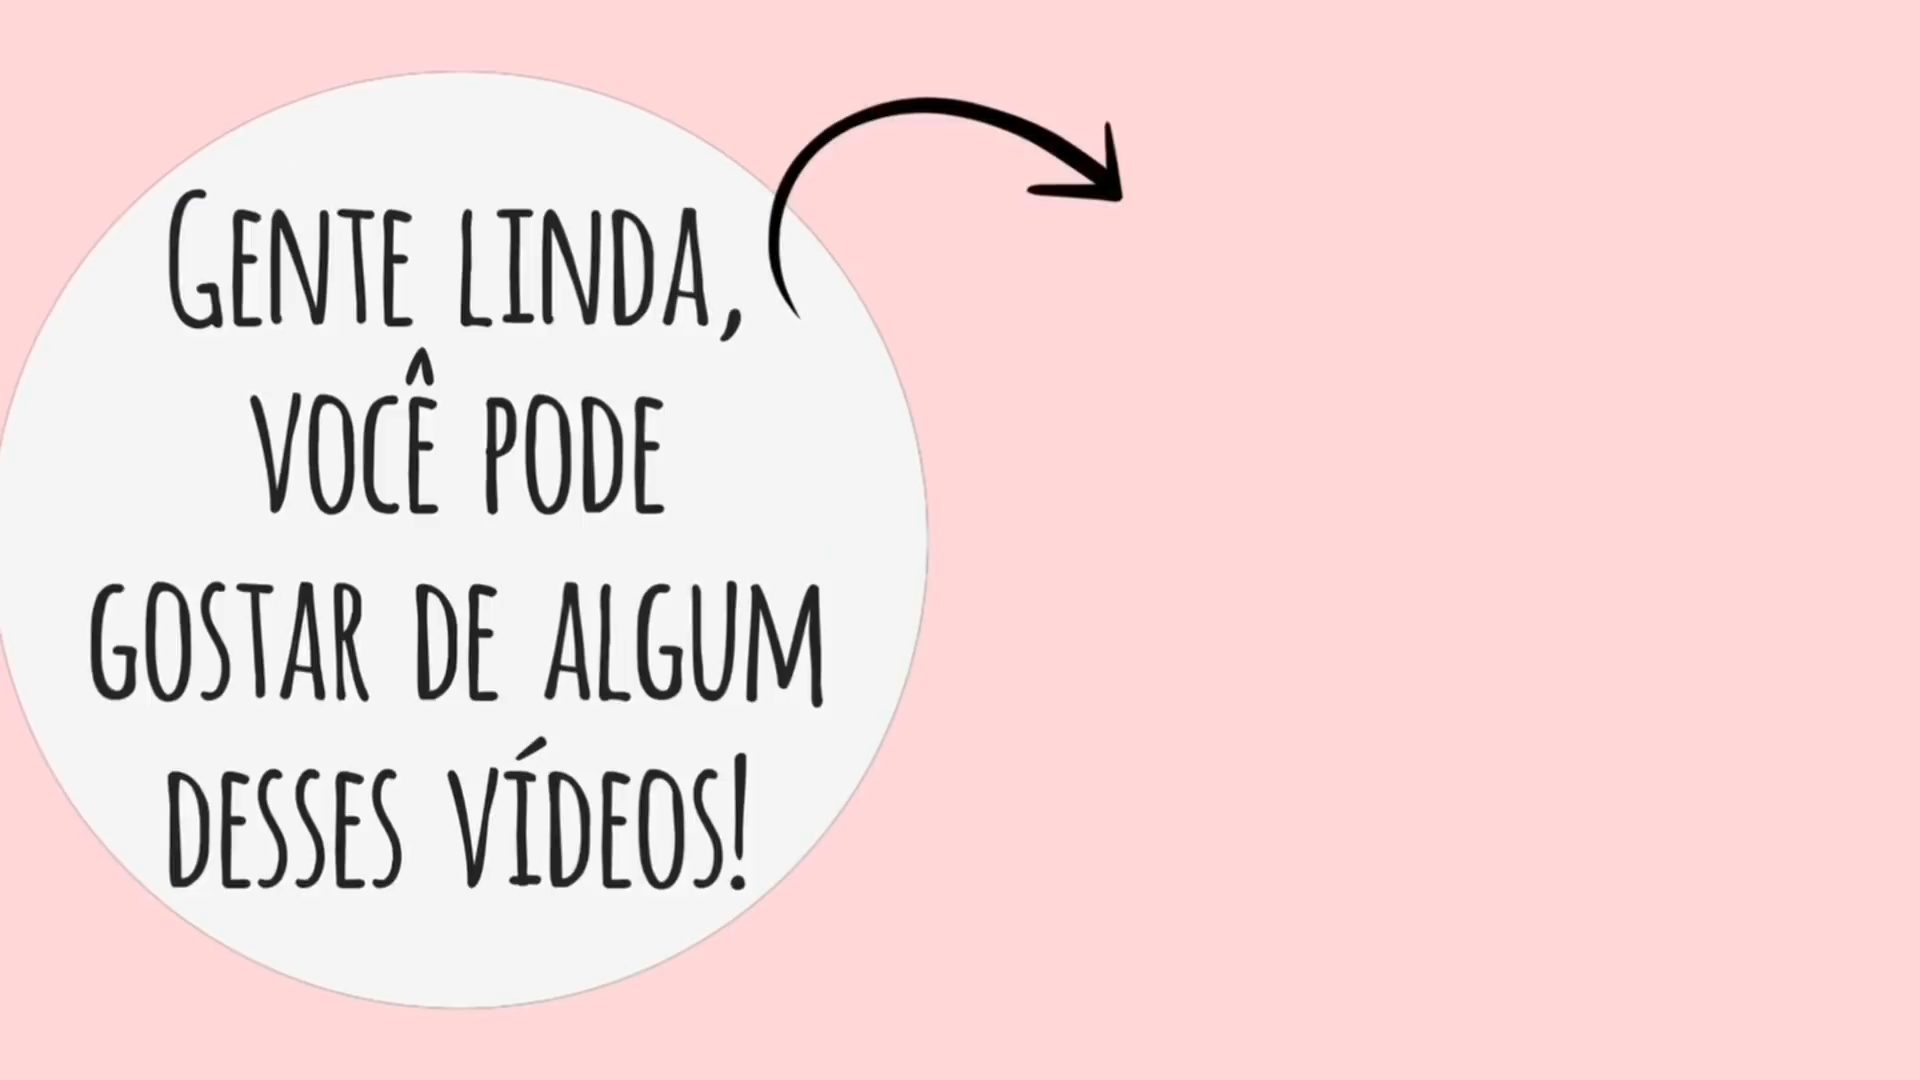 Gente linda,
você pode
gostar de algum
desses vídeos!